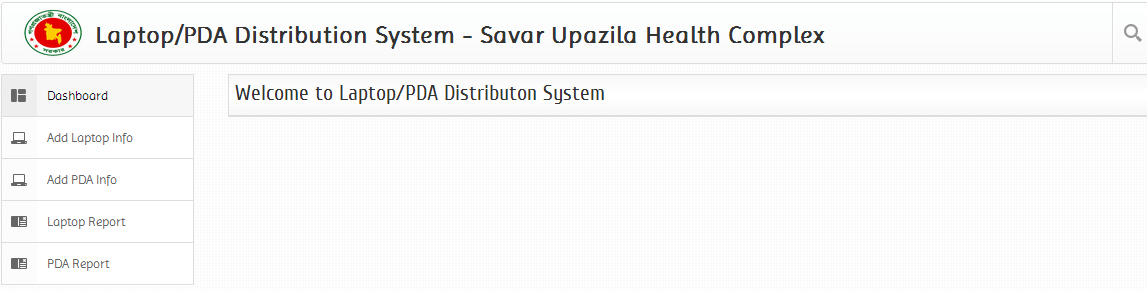 Laptop/PDA Distribution System - Savar Upazila Health Complex
Dashboard
Add Laptop Info
Add PDA Info
Laptop Report
PDA Report
Welcome to Laptop/PDA Distributon System